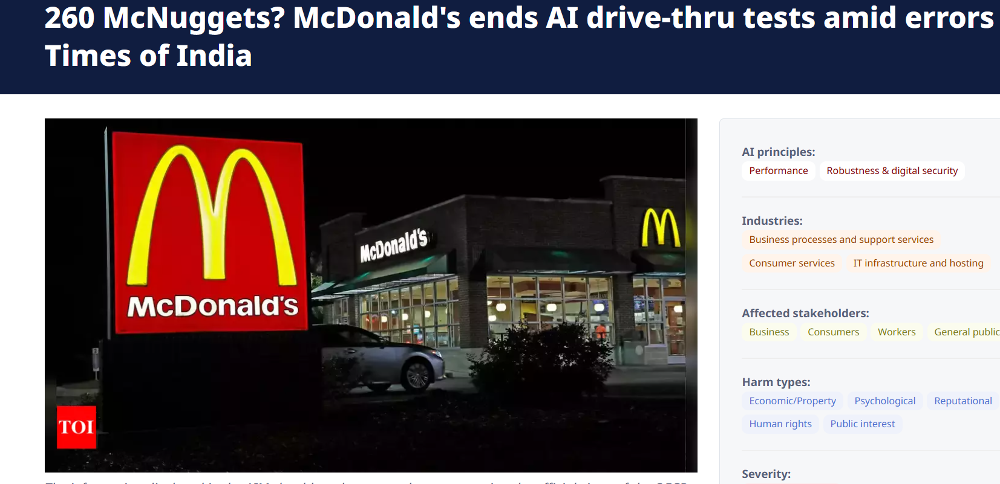 260 McNuggets? McDonald's ends AI drive-thru tests amid errors
Times of India
McDonald's
McDonald's
TOI
AI principles:
Performance
Robustness & digital security
Industries:
Business processes and support services
Consumer services
IT infrastructure and hosting
Affected stakeholders:
Business
Consumers
Workers
General public
Harm types:
Economic/Property
Psychological
Reputational
Human rights
Public interest
Severity: